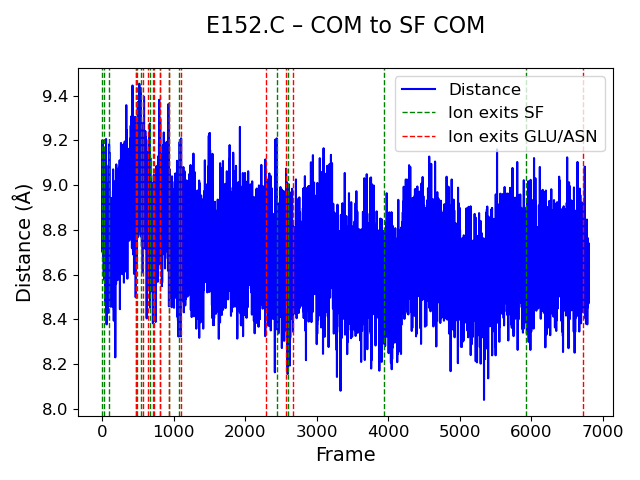 E152.C – COM to SF COM
Distance
Ion exits SF
Ion exits GLU/ASN
9.4
9.2
9.0
8.8
8.6
8.4
8.2
8.0
Distance (Å)
0 1000 2000 3000 4000 5000 6000 7000
Frame